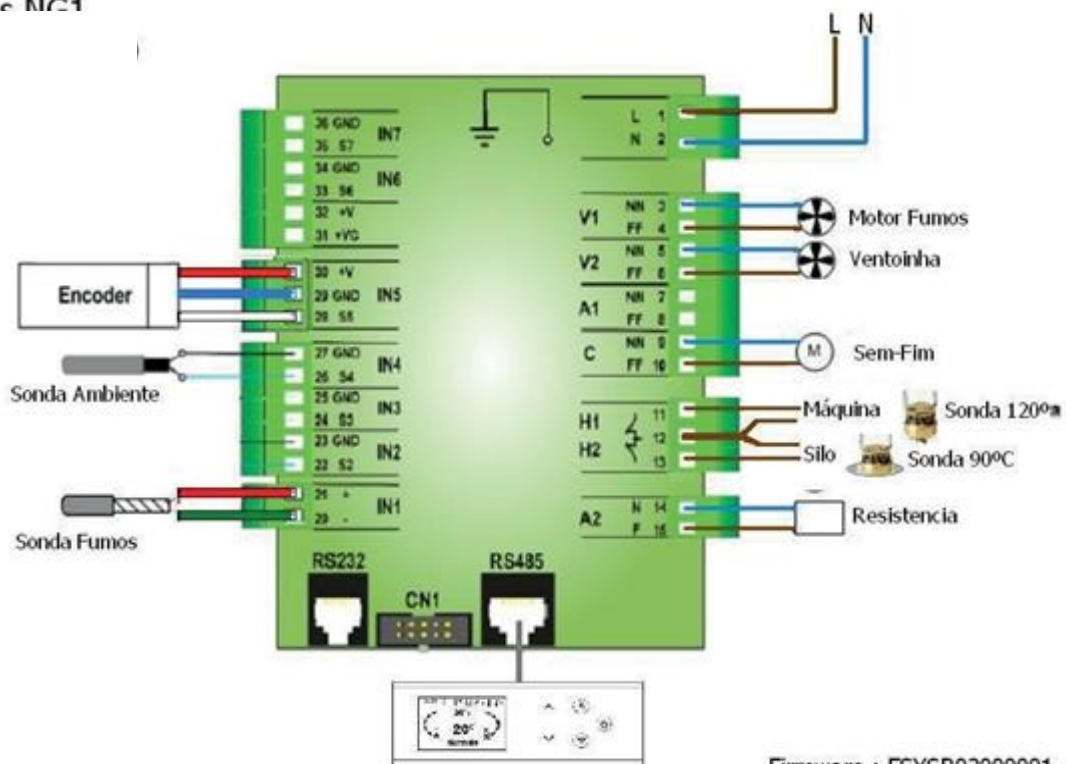 s NG1
L N
36 GND
IN7
35 S7
34 GND
IN6
33 S6
32 +V
31 +VG
30 +V
29 GND IN5
28 S5
Encoder
27 GND
IN4
26 S4
Sonda Ambiente
25 GND
IN3
24 S3
23 GND
IN2
22 S2
21 +
IN1
20 -
Sonda Fumos
L 1
N 2
V1
NN 3
FF 4
Motor Fumos
V2
NN 5
FF 6
Ventoinha
A1
NN 7
FF 8
C
NN 9
FF 10
M
Sem-Fim
H1
11
12
H2
13
Máquina
Sonda 120º
Silo
Sonda 90ºC
A2
N 14
F 15
Resistencia
RS232
CN1
RS485
20°
Firmware : FSYSR02000001